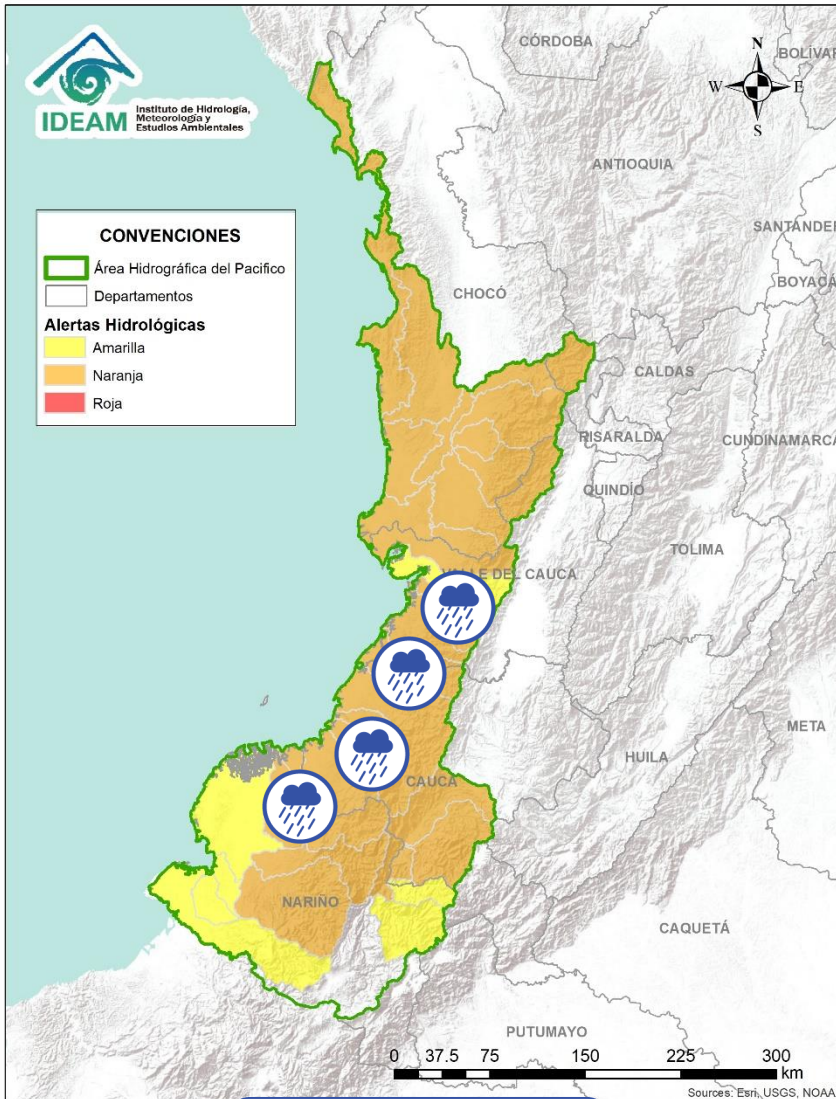 IDEAM
Instituto de Hidrología,
Meteorología y
Estudios Ambientales
CÓRDOBA
BOLÍVAR
N
W
E
S
ANTIOQUIA
SANTANDER
BOYACÁ
CONVENCIONES
Área Hidrográfica del Pacifico
Departamentos
Alertas Hidrológicas
Amarilla
Naranja
Roja
CHOCÓ
CALDAS
RISARALDA
CUNDINAMARCA
QUINDÍO
TOLIMA
VALLE DEL CAUCA
META
HUILA
CAUCA
NARIÑO
CAQUETÁ
PUTUMAYO
0 37.5 75 150 225 300
km
Sources: Esri, USGS, NOAA